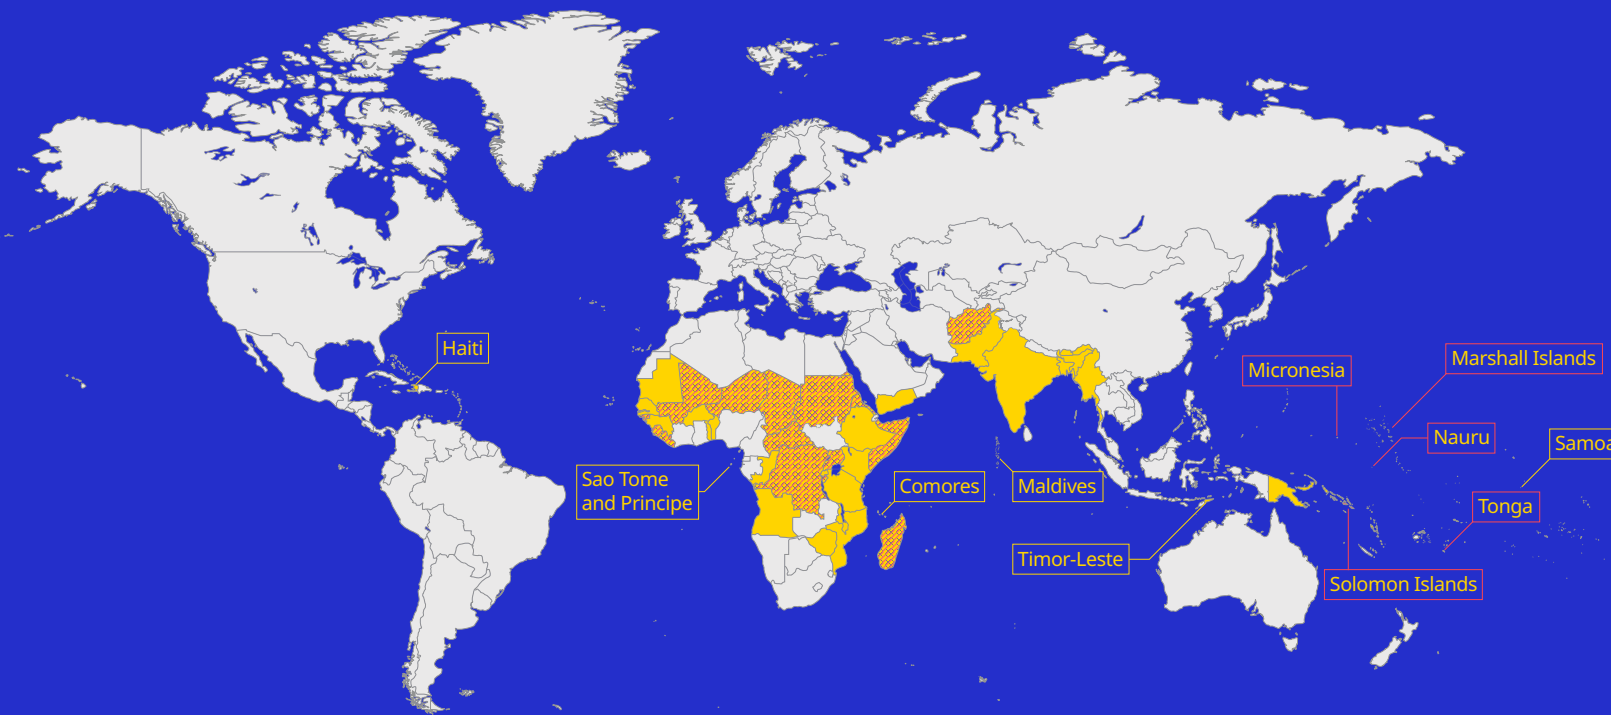 Haiti
Marshall Islands
Micronesia
Nauru
Samoa
Sao Tome
and Principe
Comores
Maldives
Tonga
Timor-Leste
Solomon Islands